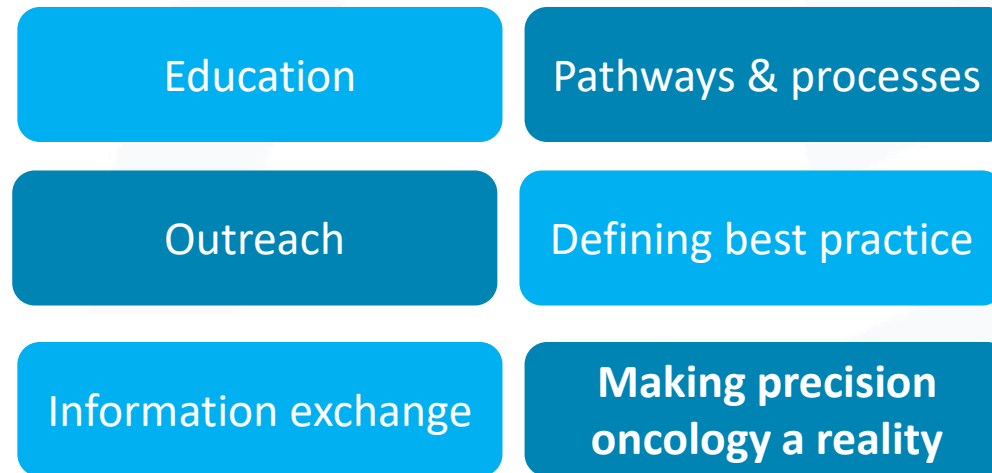 Education
Pathways & processes
Outreach
Defining best practice
Information exchange
Making precision
oncology a reality